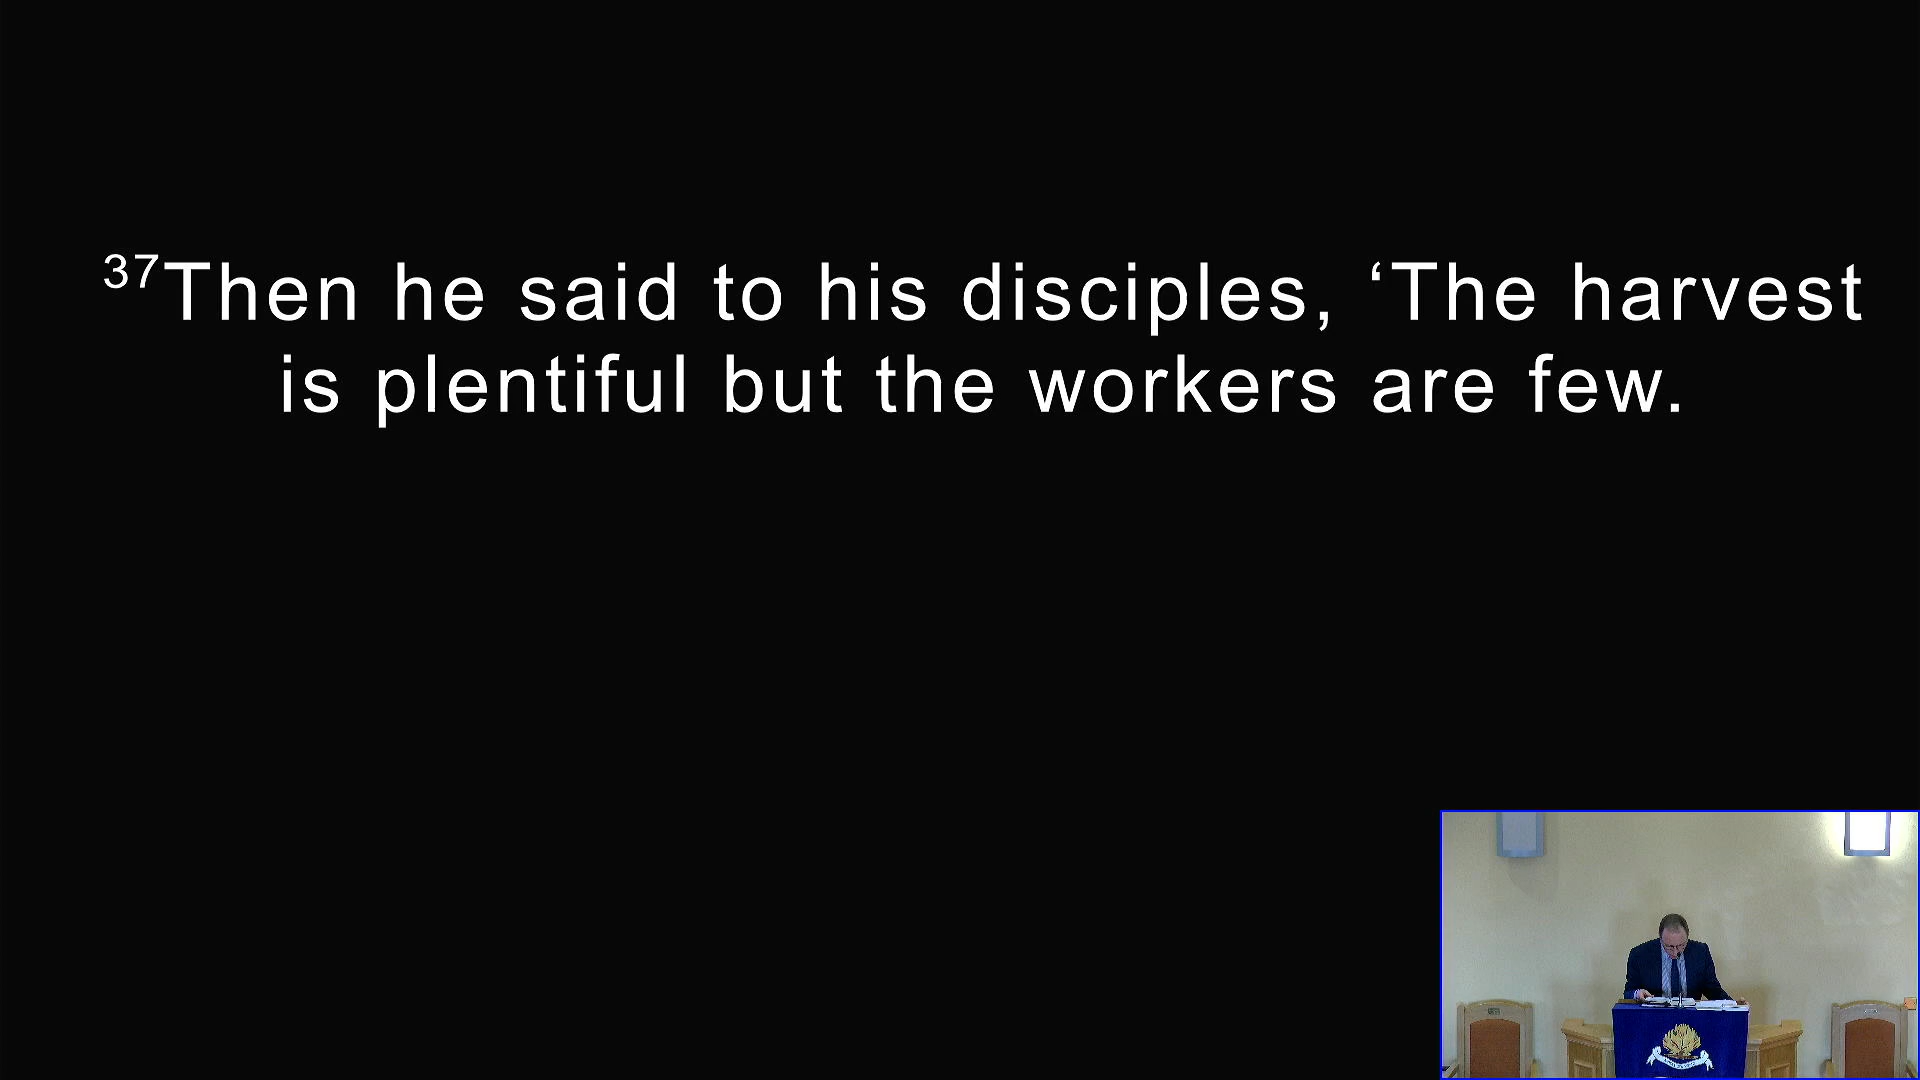 ³⁷Then he said to his disciples, ‘The harvest
is plentiful but the workers are few.